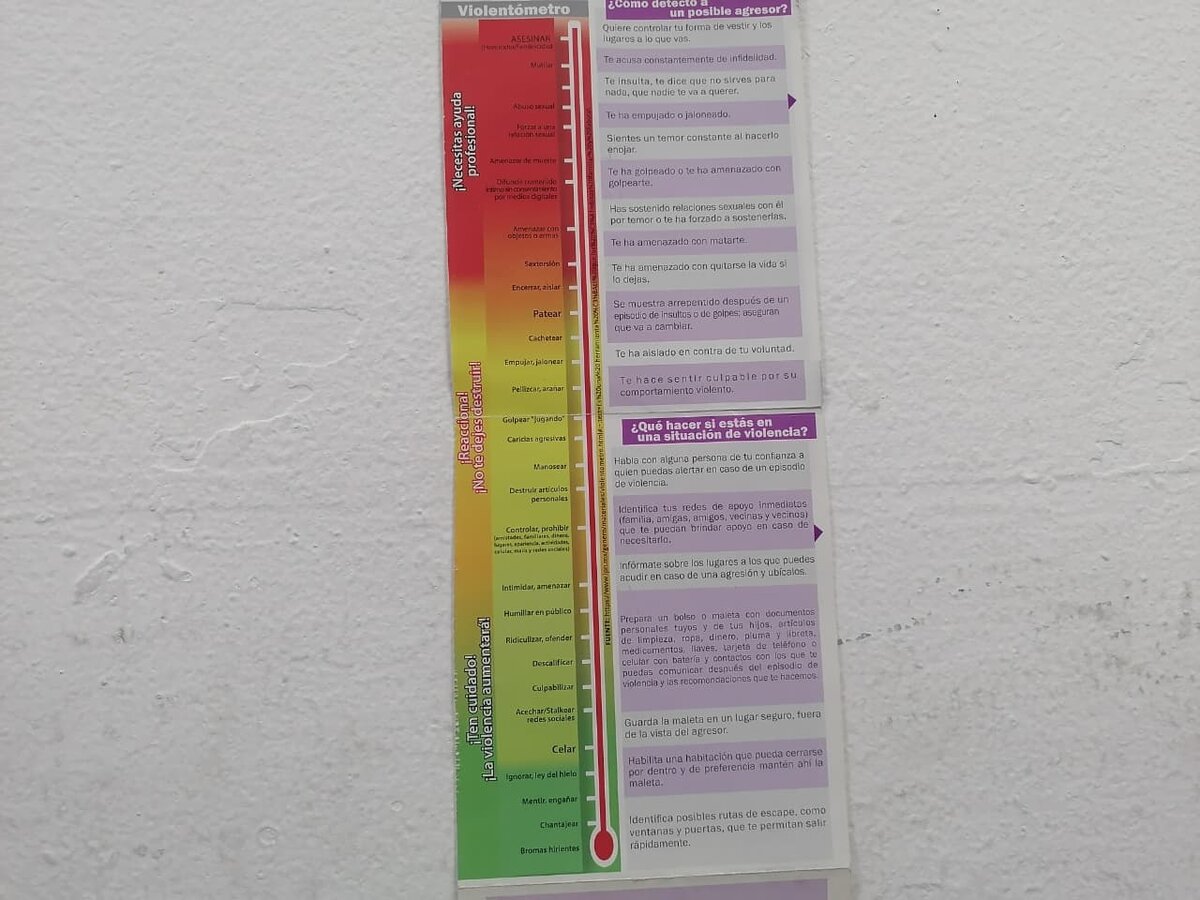 Violentómetro
ASESINAR
Mutilar
Abuso sexual
Forzar a una
relación sexual
Amenazar de muerte
Difundir contenido
íntimo sin consentimiento
por medios digitales
Amenazar con
objetos o armas
Sextorsión
Encerrar, aislar
Patear
Cachetear
Empujar, jalonear
Pellizcar, arañar
Golpear "jugando"
Caricias agresivas
Manosear
Destruir artículos
personales
Controlar, prohibir
(amistades, familiares, dinero,
lugares, apariencia, actividades,
celular, mails y redes sociales)
Intimidar, amenazar
Humillar en público
Ridiculizar, ofender
Descalificar
Culpabilizar
Acechar/Stalkear
redes sociales
Celar
Ignorar, ley del hielo
Mentir, engañar
Chantajear
Bromas hirientes
¡Necesitas ayuda
profesional!
¡Reacciona!
¡No te dejes destruir!
¡Ten cuidado!
¡La violencia aumentará!
FUENTE:
¿Cómo detecto a
un posible agresor?
Quiere controlar tu forma de vestir y los
lugares a lo que vas.
Te acusa constantemente de infidelidad.
Te insulta, te dice que no sirves para
nada, que nadie te va a querer.
Te ha empujado o jaloneado.
Sientes un temor constante al hacerlo
enojar.
Te ha golpeado o te ha amenazado con
golpearte.
Has sostenido relaciones sexuales con él
por temor o te ha forzado a sostenerlas.
Te ha amenazado con matarte.
Te ha amenazado con quitarse la vida si
lo dejas.
Se muestra arrepentido después de un
episodio de insultos o de golpes; aseguran
que va a cambiar.
Te ha aislado en contra de tu voluntad.
Te hace sentir culpable por su
comportamiento violento.
¿Qué hacer si estás en
una situación de violencia?
Habla con alguna persona de tu confianza a
quien puedas alertar en caso de un episodio
de violencia.
Identifica tus redes de apoyo inmediatas
(familia, amigas, amigos, vecinas y vecinos)
que te puedan brindar apoyo en caso de
necesitarlo.
Infórmate sobre los lugares a los que puedes
acudir en caso de una agresión y ubícalos.
Prepara un bolso o maleta con documentos
personales tuyos y de tus hijos, artículos
de limpieza, ropa, dinero, pluma y libreta,
medicamentos, llaves, tarjeta de teléfono o
celular con batería y contactos con los que te
puedas comunicar después del episodio de
violencia y las recomendaciones que te hacemos.
Guarda la maleta en un lugar seguro, fuera
de la vista del agresor.
Habilita una habitación que pueda cerrarse
por dentro y de preferencia mantén ahí la
maleta.
Identifica posibles rutas de escape, como
ventanas y puertas, que te permitan salir
rápidamente.